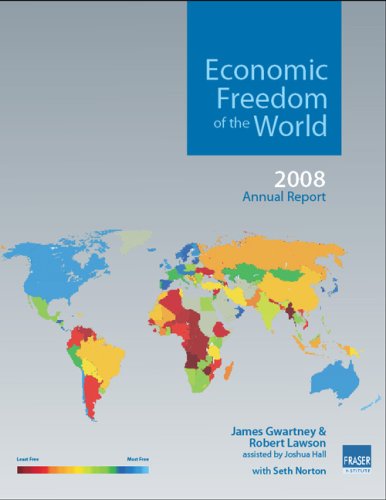 Economic
Freedom
of the World
2008
Annual Report
Least Free
Most Free
James Gwartney &
Robert Lawson
assisted by Joshua Hall
with Seth Norton
FRASER
INSTITUTE